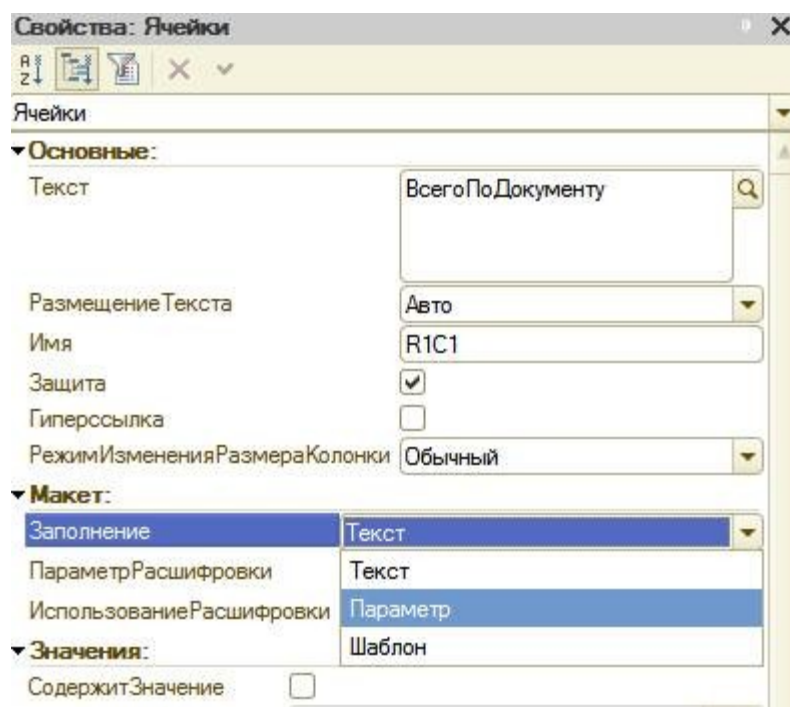 Свойства: Ячейки
Ячейки
Основные:
Текст ВсегоПоДокументу
РазмещениеТекста Авто
Имя R1C1
Защита
Гиперссылка
РежимИзмененияРазмераКолонки Обычный
Макет:
Заполнение Текст
ПараметрРасшифровки Текст
ИспользованиеРасшифровки Параметр
Значения: Шаблон
СодержитЗначение